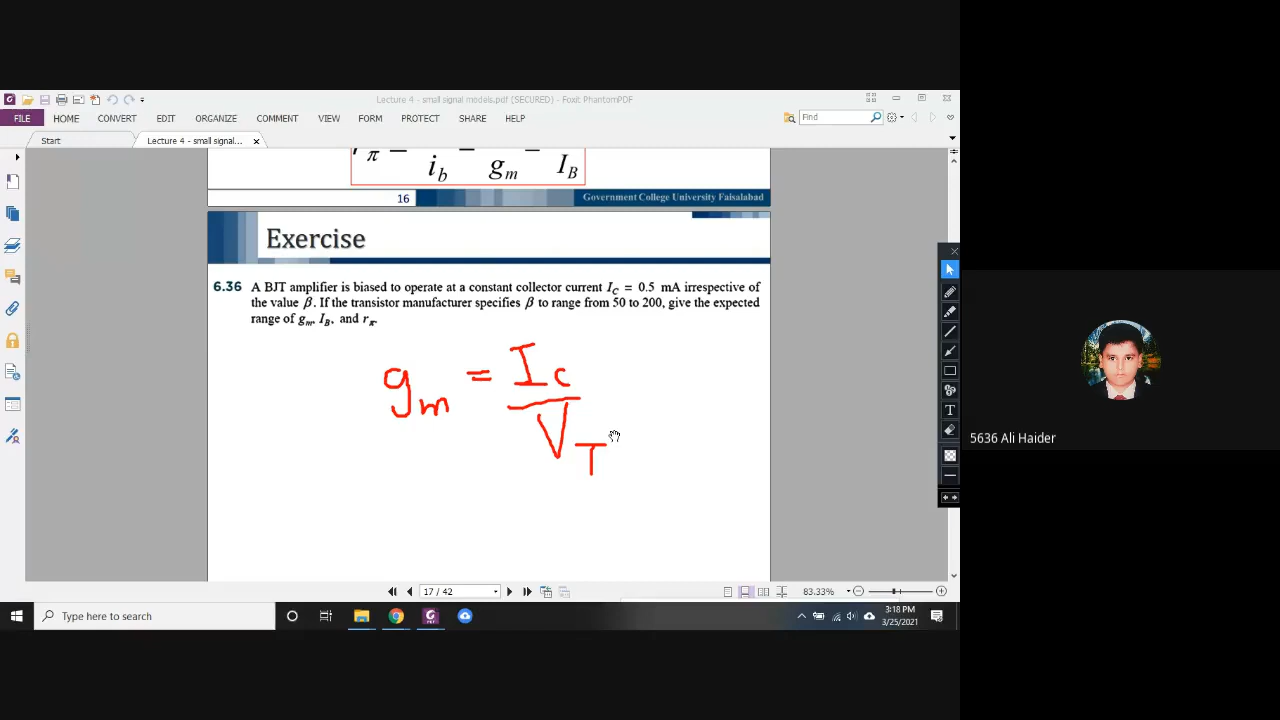 Lecture 4 - small signal models.pdf (SECURED) - Foxit PhantomPDF
FILE HOME CONVERT EDIT ORGANIZE COMMENT VIEW FORM PROTECT SHARE HELP
Find
Start
Lecture 4 - small signal...
r_π = i_b = g_m = I_B
16
Government College University Faisalabad
Exercise
6.36 A BJT amplifier is biased to operate at a constant collector current I_C = 0.5 mA irrespective of
the value β. If the transistor manufacturer specifies β to range from 50 to 200, give the expected
range of g_m, I_B, and r_π.
g_m = I_C / V_T
T
5636 Ali Haider
17 / 42
83.33%
Type here to search
3:18 PM
3/25/2021